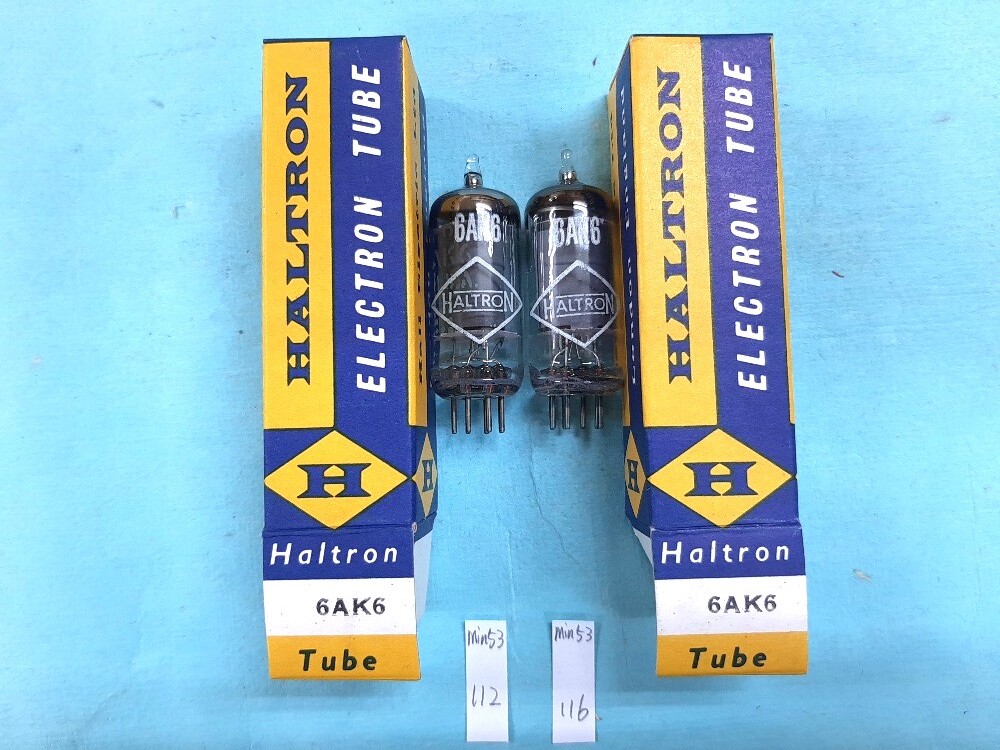 HALTRON
ELECTRON TUBE
H
H
Haltron
6AK6
Tube
6AK6
HALTRON
6AK6
HALTRON
HALTRON
ELECTRON TUBE
H
H
Haltron
6AK6
Tube
Min53
112
Min53
116